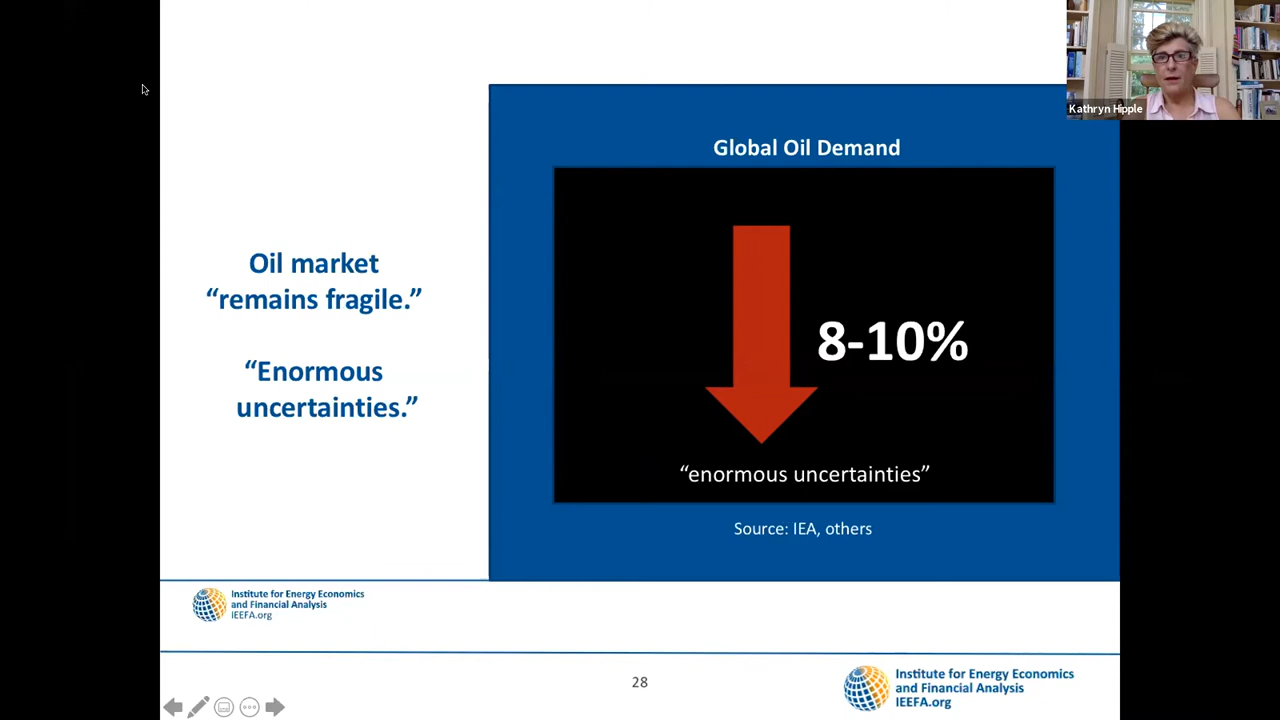 Kathryn Hipple
Global Oil Demand
Oil market
“remains fragile.”
“Enormous
uncertainties.”
8-10%
“enormous uncertainties”
Source: IEA, others
Institute for Energy Economics
and Financial Analysis
IEEFA.org
28
Institute for Energy Economics
and Financial Analysis
IEEFA.org